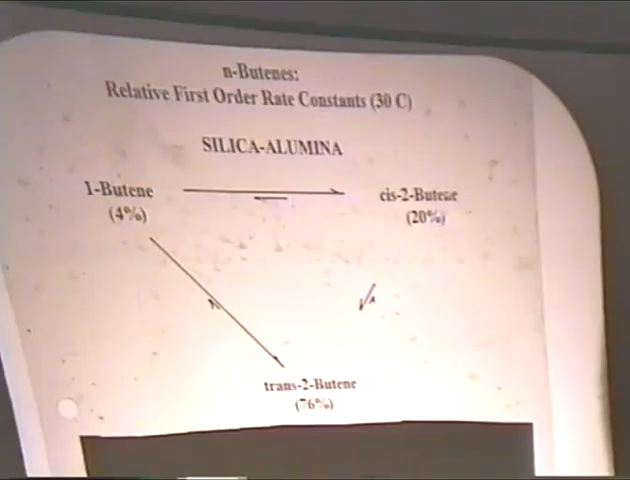 n-Butenes:
Relative First Order Rate Constants (30 C)
SILICA-ALUMINA
1-Butene
(4%)
cis-2-Butene
(20%)
trans-2-Butene
(76%)